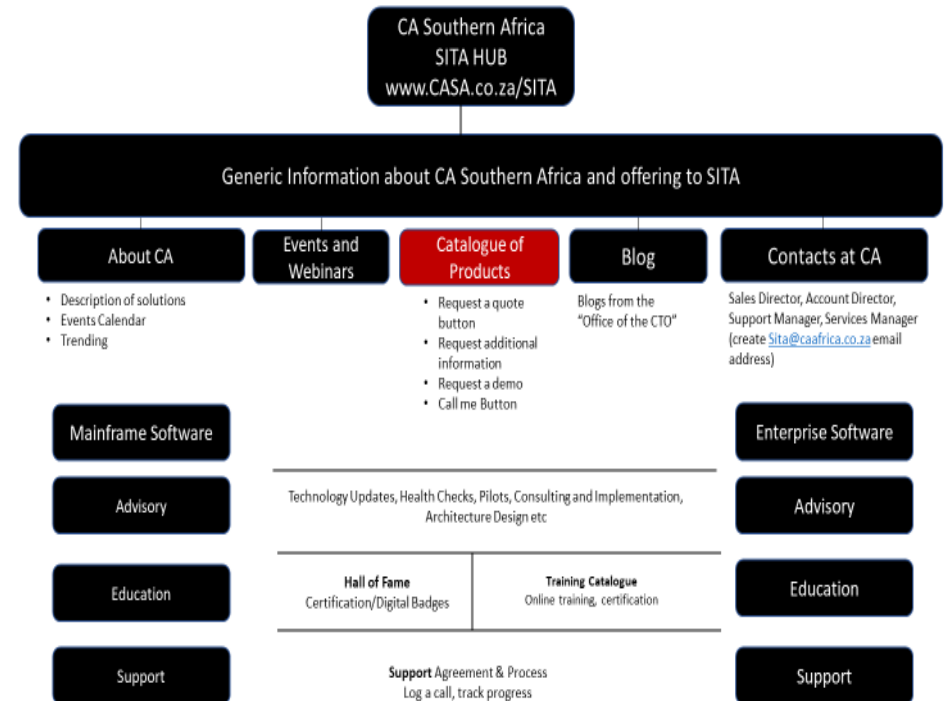 CA Southern Africa
SITA HUB
www.CASA.co.za/SITA
Generic Information about CA Southern Africa and offering to SITA
About CA
• Description of solutions
• Events Calendar
• Trending
Events and
Webinars
Catalogue of
Products
• Request a quote
button
• Request additional
information
• Request a demo
• Call me Button
Blog
Blogs from the
“Office of the CTO”
Contacts at CA
Sales Director, Account Director,
Support Manager, Services Manager
(create Sita@caafrica.co.za email
address)
Mainframe Software
Enterprise Software
Advisory
Technology Updates, Health Checks, Pilots, Consulting and Implementation,
Architecture Design etc
Advisory
Education
Hall of Fame
Certification/Digital Badges
Training Catalogue
Online training, certification
Education
Support
Support Agreement & Process
Log a call, track progress
Support